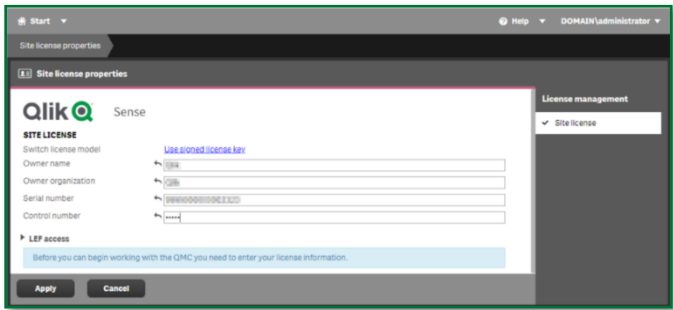 Start
Help DOMAIN\administrator
Site license properties
Site license properties
License management
Site license
Qlik Sense
SITE LICENSE
Switch license model Use signed license key
Owner name
Owner organization
Serial number
Control number
LEF access
Before you can begin working with the QMC you need to enter your license information.
Apply Cancel